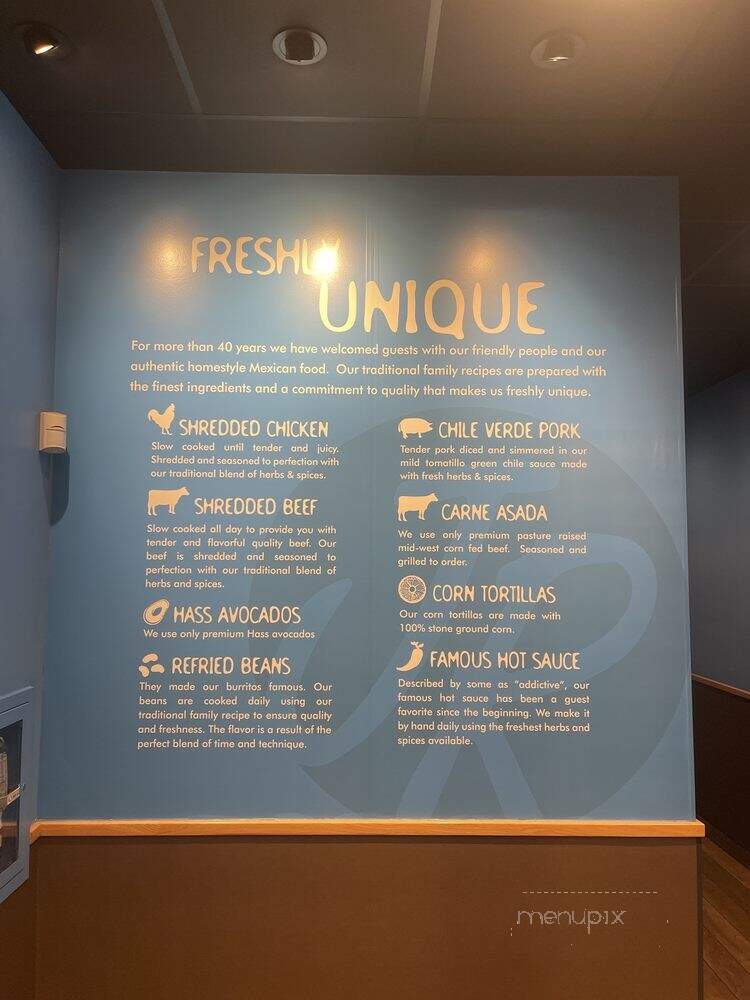 FRESHLY
UNIQUE
For more than 40 years we have welcomed guests with our friendly people and our
authentic homestyle Mexican food. Our traditional family recipes are prepared with
the finest ingredients and a commitment to quality that makes us freshly unique.
SHREDDED CHICKEN
Slow cooked until tender and juicy.
Shredded and seasoned to perfection with
our traditional blend of herbs & spices.
SHREDDED BEEF
Slow cooked all day to provide you with
tender and flavorful quality beef. Our
beef is shredded and seasoned to
perfection with our traditional blend of
herbs and spices.
HASS AVOCADOS
We use only premium Hass avocados
REFRIED BEANS
They made our burritos famous. Our
beans are cooked daily using our
traditional family recipe to ensure quality
and freshness. The flavor is a result of the
perfect blend of time and technique.
CHILE VERDE PORK
Tender pork diced and simmered in our
mild tomatillo green chile sauce made
with fresh herbs & spices.
CARNE ASADA
We use only premium pasture raised
mid-west corn fed beef. Seasoned and
grilled to order.
CORN TORTILLAS
Our corn tortillas are made with
100% stone ground corn.
FAMOUS HOT SAUCE
Described by some as "addictive", our
famous hot sauce has been a guest
favorite since the beginning. We make it
by hand daily using the freshest herbs and
spices available.
menupix